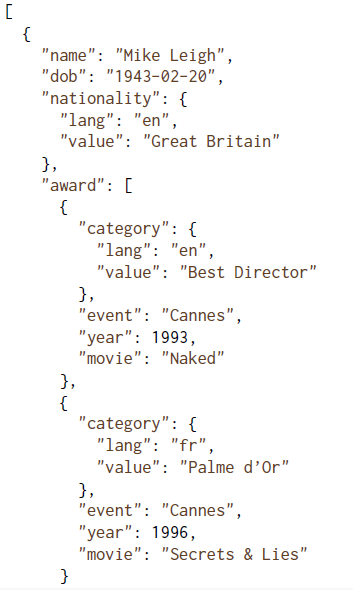 [
  {
    "name": "Mike Leigh",
    "dob": "1943-02-20",
    "nationality": {
      "lang": "en",
      "value": "Great Britain"
    },
    "award": [
      {
        "category": {
          "lang": "en",
          "value": "Best Director"
        },
        "event": "Cannes",
        "year": 1993,
        "movie": "Naked"
      },
      {
        "category": {
          "lang": "fr",
          "value": "Palme d’Or"
        },
        "event": "Cannes",
        "year": 1996,
        "movie": "Secrets & Lies"
      }